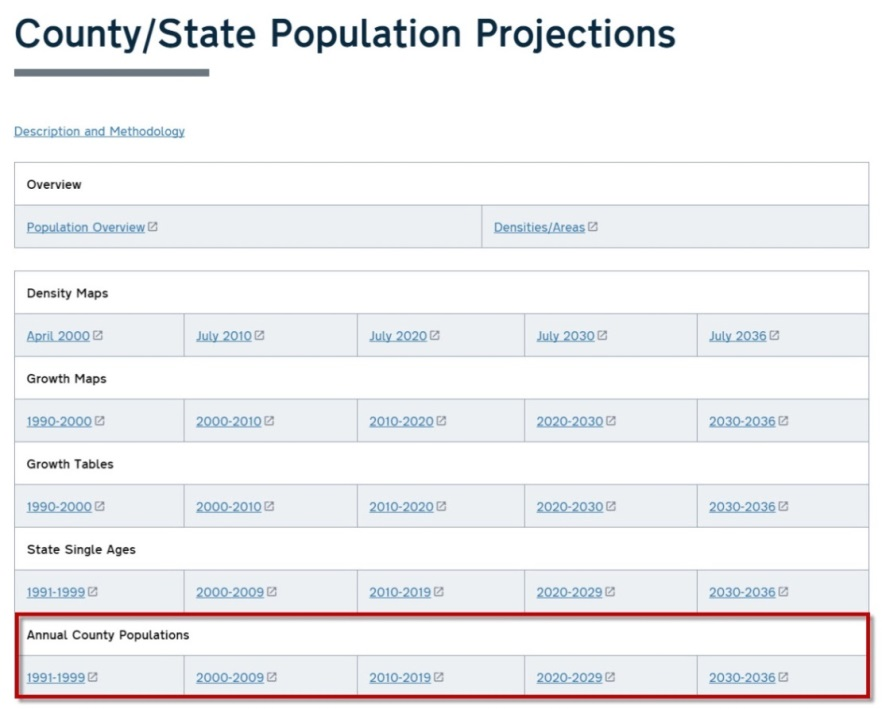 County/State Population Projections
Description and Methodology
Overview
Population Overview Densities/Areas
Density Maps
April 2000 July 2010 July 2020 July 2030 July 2036
Growth Maps
1990-2000 2000-2010 2010-2020 2020-2030 2030-2036
Growth Tables
1990-2000 2000-2010 2010-2020 2020-2030 2030-2036
State Single Ages
1991-1999 2000-2009 2010-2019 2020-2029 2030-2036
Annual County Populations
1991-1999 2000-2009 2010-2019 2020-2029 2030-2036